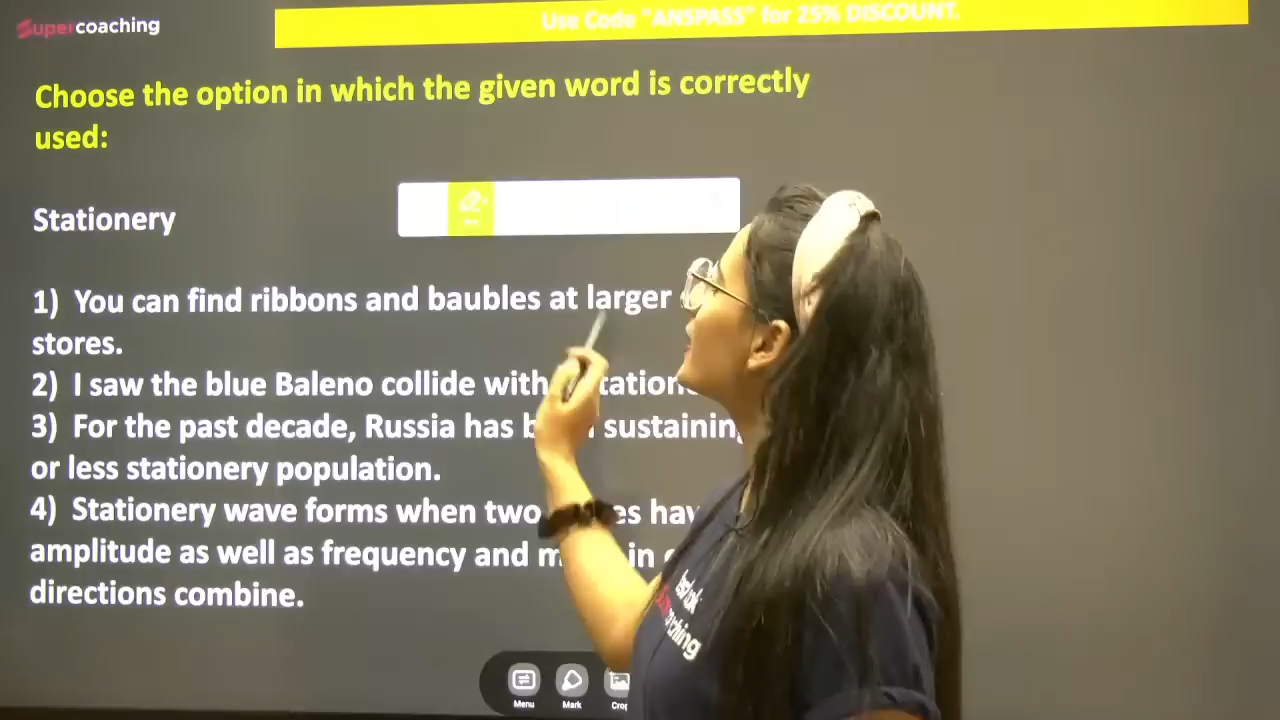 Supercoaching
Use Code "ANSPASS" for 25% DISCOUNT.
Choose the option in which the given word is correctly
used:
Stationery
1) You can find ribbons and baubles at larger
stores.
2) I saw the blue Baleno collide with
3) For the past decade, Russia has sustaining
or less stationery population.
4) Stationery wave forms when two
amplitude as well as frequency and in
directions combine.
Menu
Mark
Crop